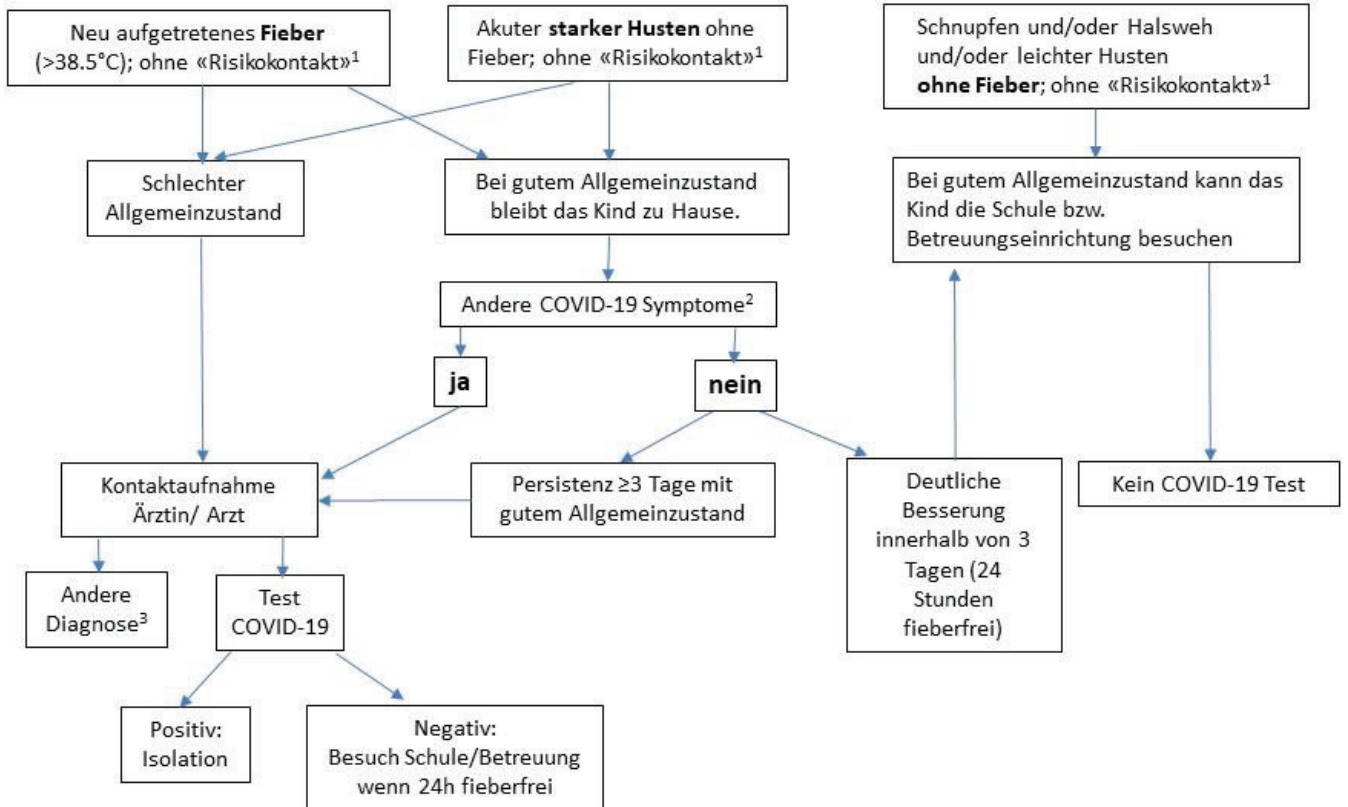 Neu aufgetretenes Fieber
(>38.5°C); ohne «Risikokontakt»¹
Akuter starker Husten ohne
Fieber; ohne «Risikokontakt»¹
Schnupfen und/oder Halsweh
und/oder leichter Husten
ohne Fieber; ohne «Risikokontakt»¹
Schlechter
Allgemeinzustand
Bei gutem Allgemeinzustand
bleibt das Kind zu Hause.
Bei gutem Allgemeinzustand kann das
Kind die Schule bzw.
Betreuungseinrichtung besuchen
Andere COVID-19 Symptome²
ja
nein
Kontaktaufnahme
Ärztin/ Arzt
Persistenz ≥3 Tage mit
gutem Allgemeinzustand
Deutliche
Besserung
innerhalb von 3
Tagen (24
Stunden
fieberfrei)
Kein COVID-19 Test
Andere
Diagnose³
Test
COVID-19
Positiv:
Isolation
Negativ:
Besuch Schule/Betreuung
wenn 24h fieberfrei